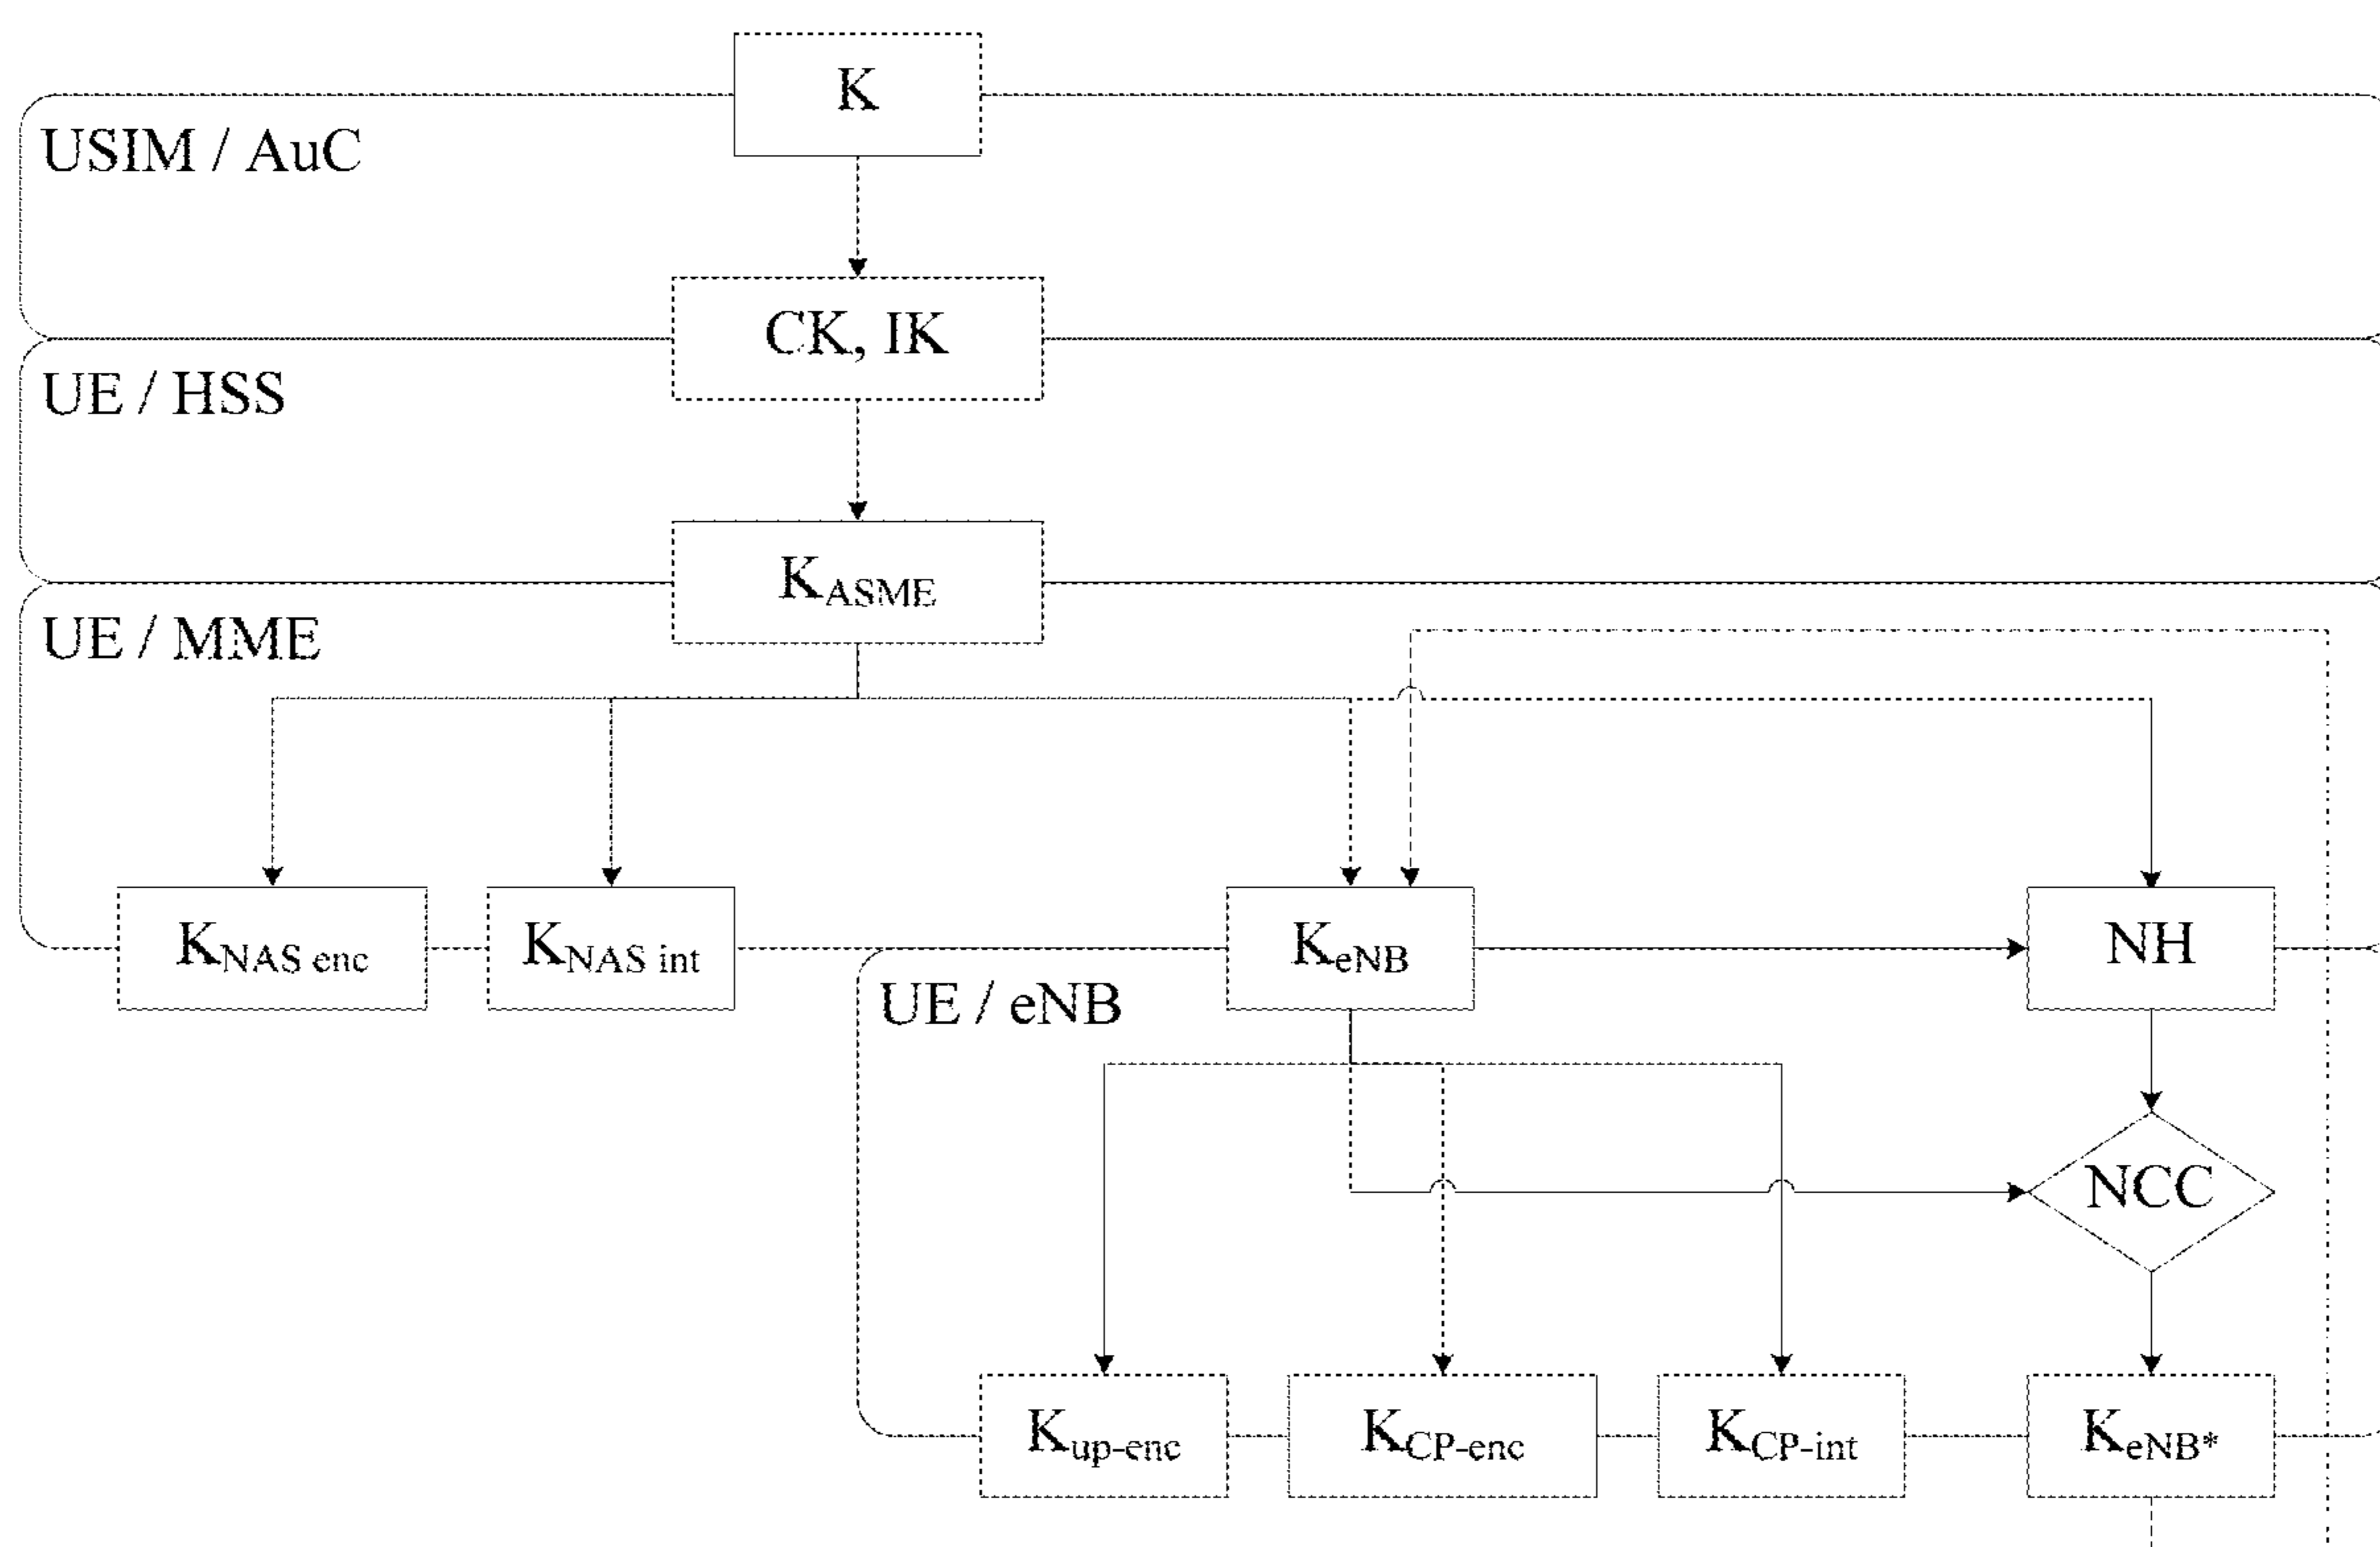 K
USIM / AuC
CK, IK
UE / HSS
KASME
UE / MME
KNAS enc
KNAS int
KeNB
NH
UE / eNB
NCC
Kup-enc
KCP-enc
KCP-int
KeNB*